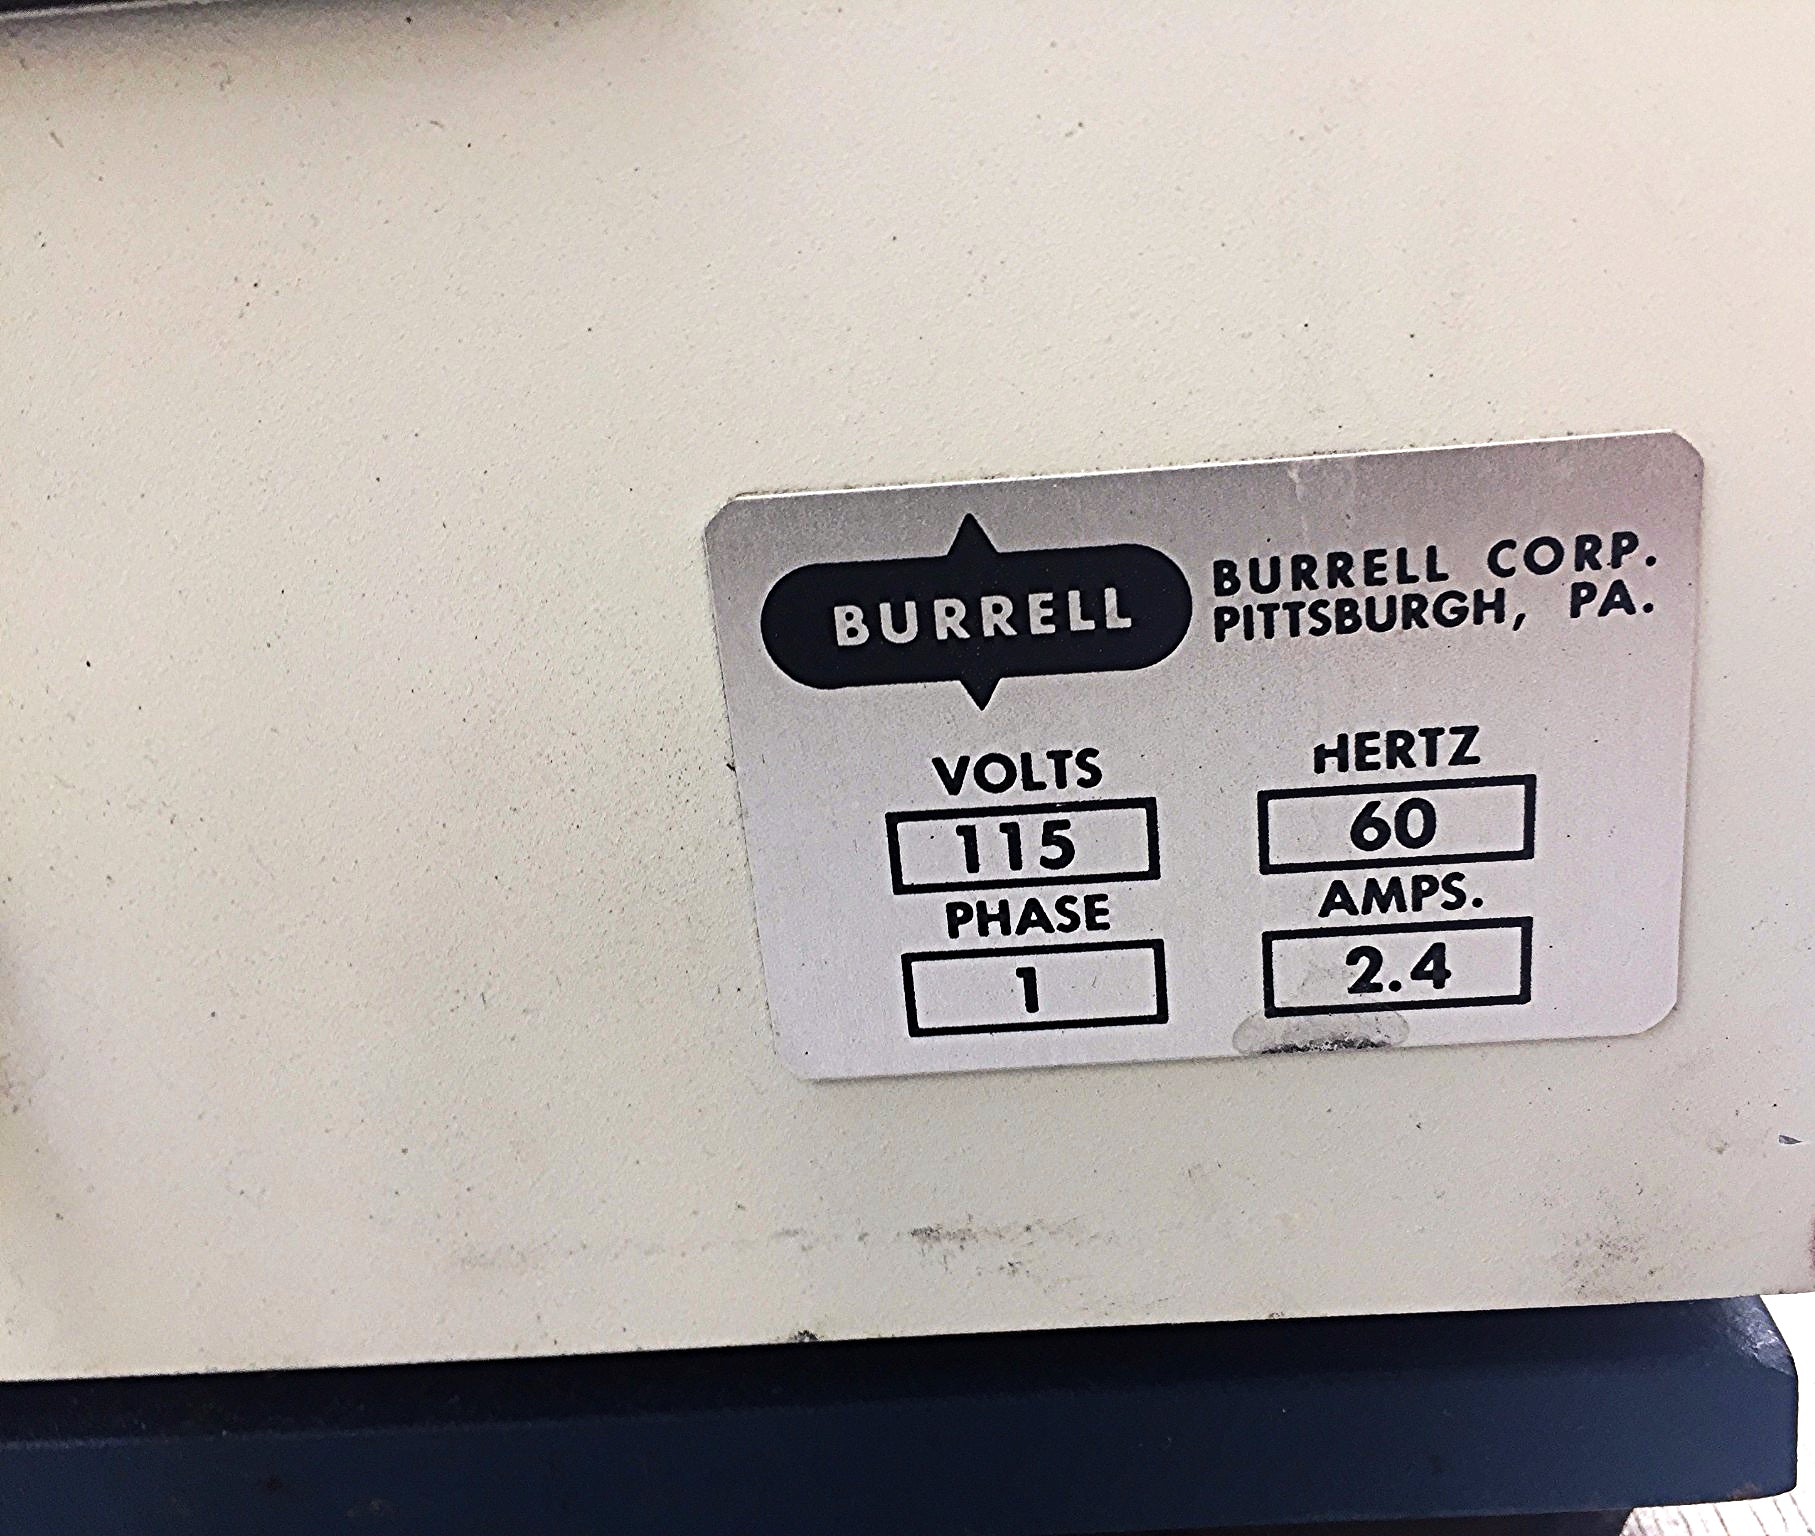 BURRELL
BURRELL CORP.
PITTSBURGH, PA.
VOLTS
115
HERTZ
60
PHASE
1
AMPS.
2.4